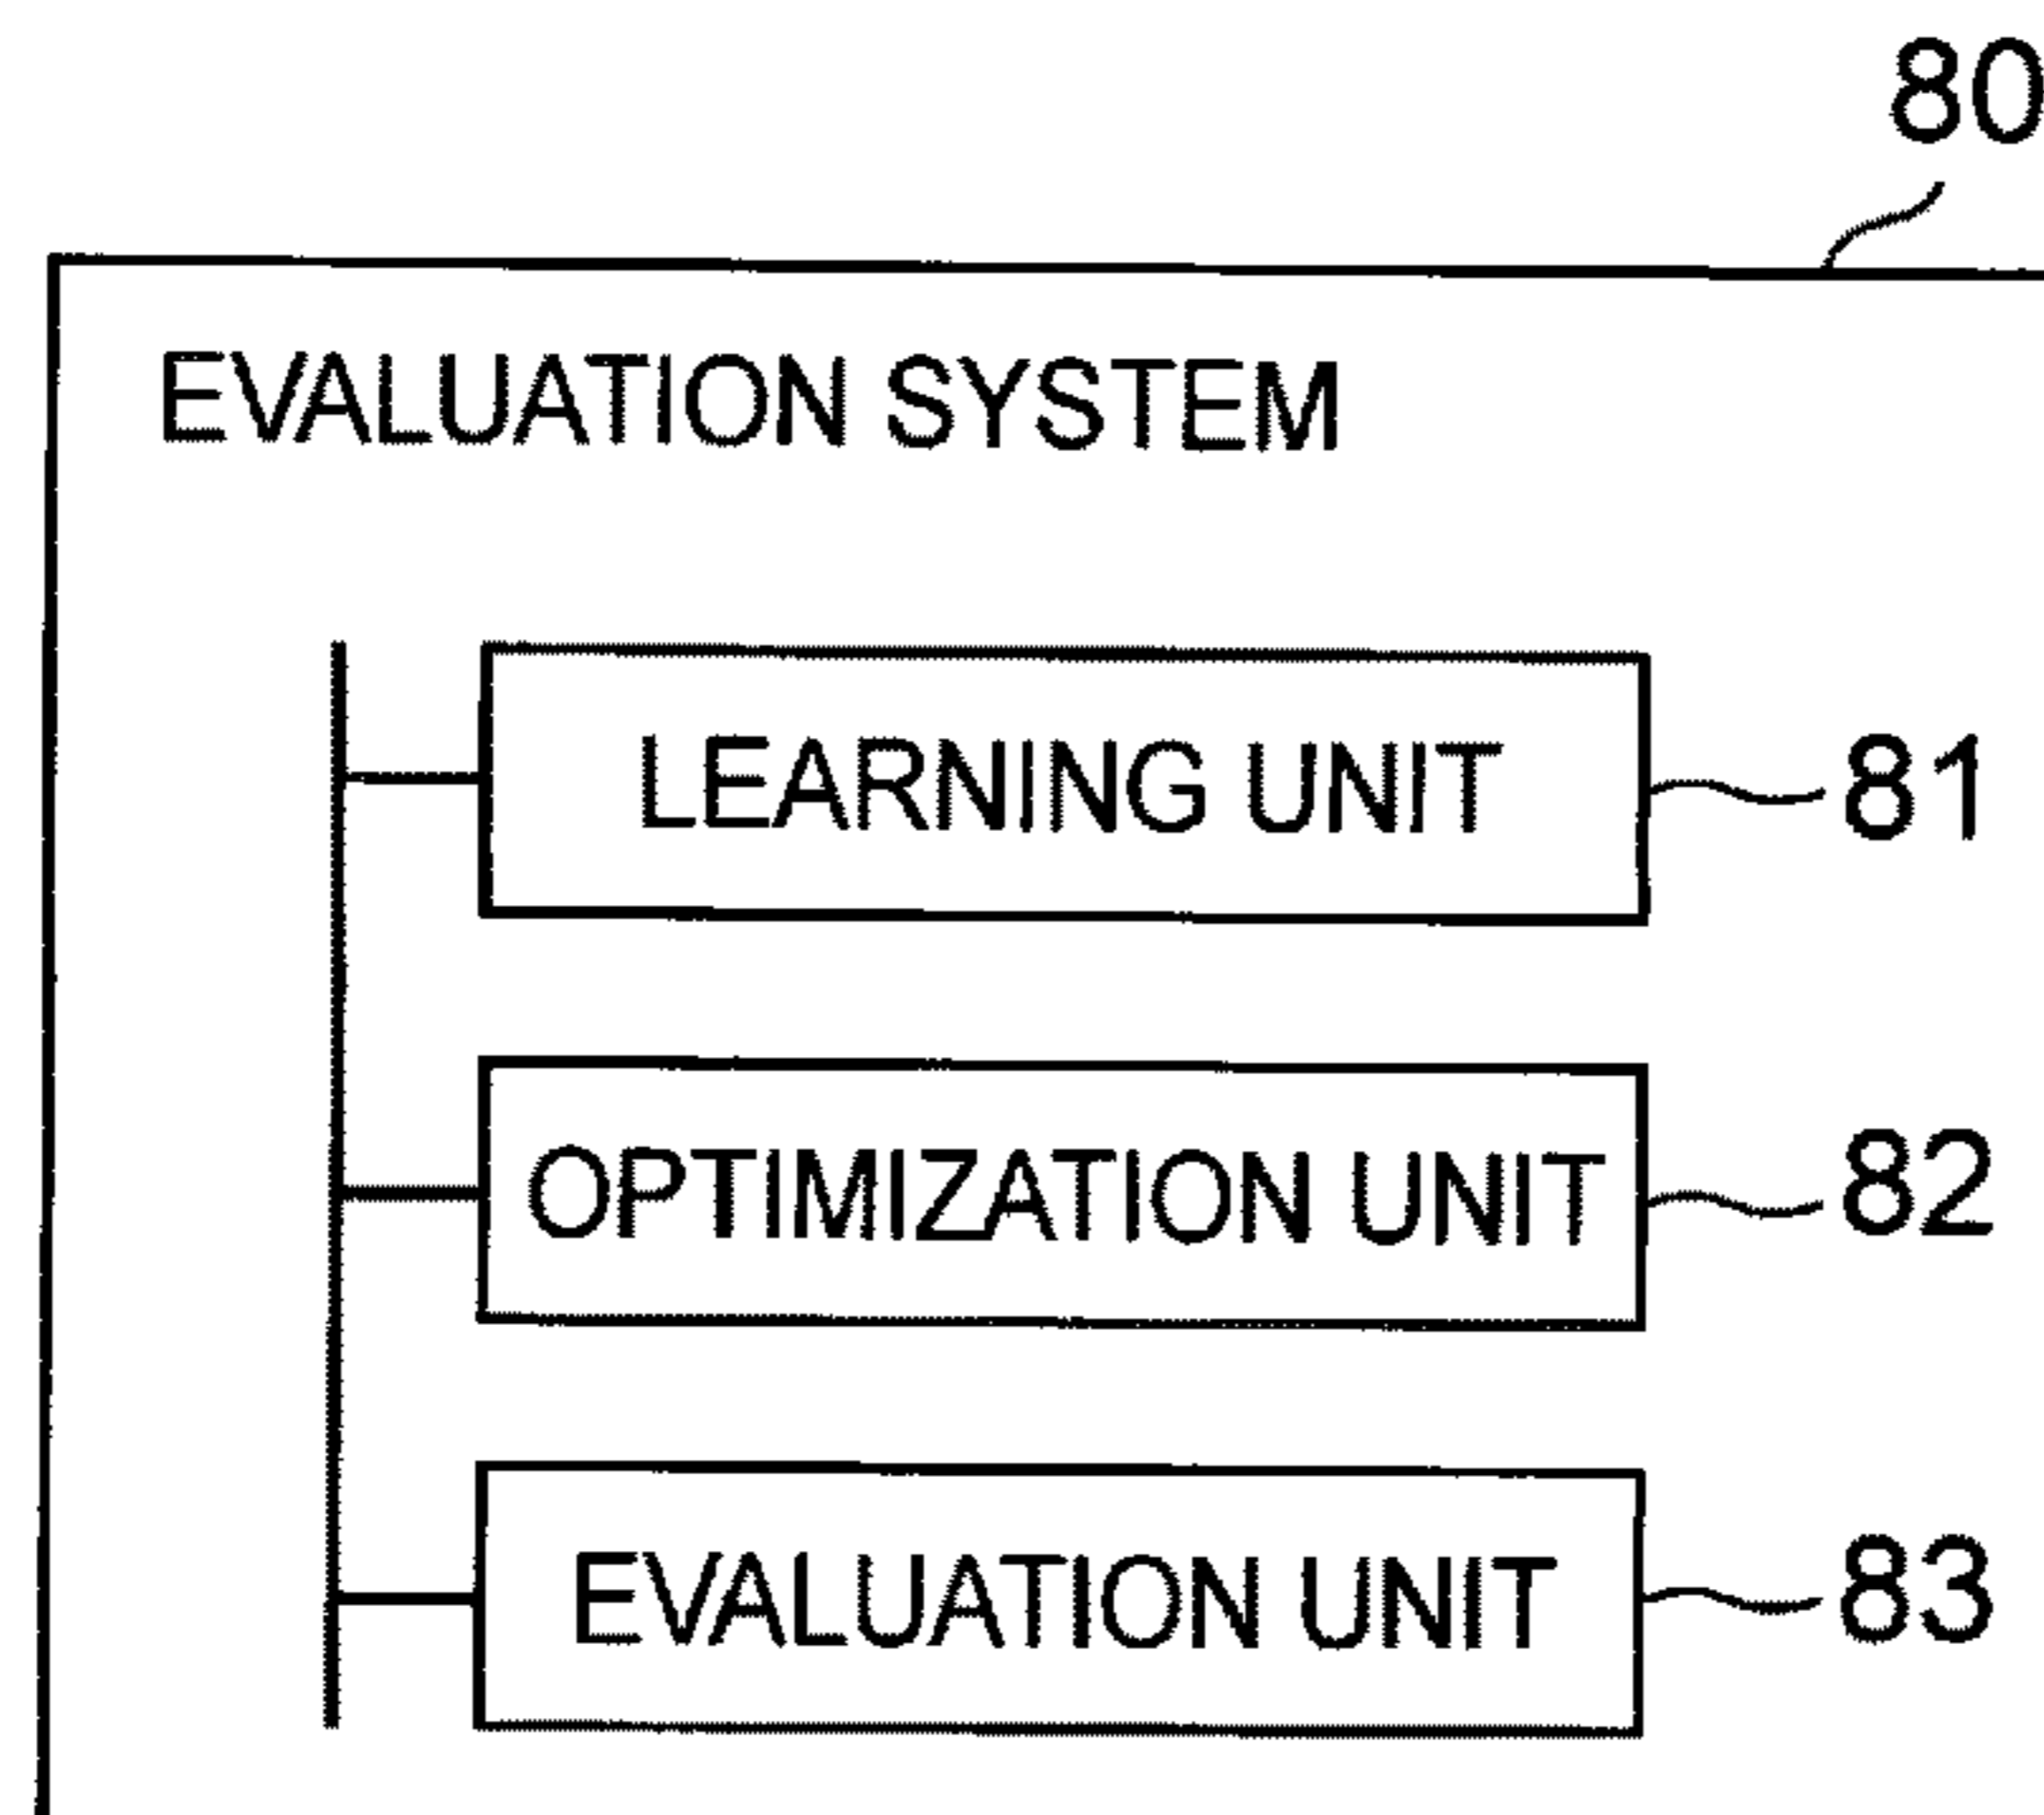 80
EVALUATION SYSTEM
LEARNING UNIT 81
OPTIMIZATION UNIT 82
EVALUATION UNIT 83